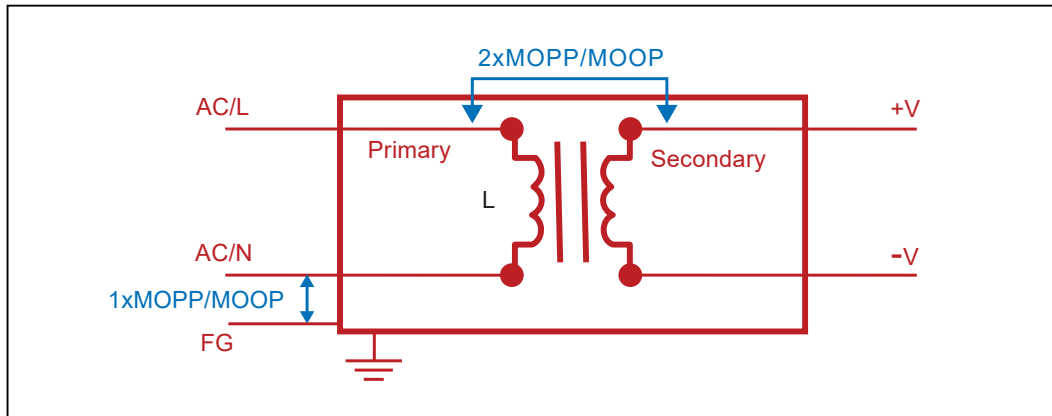 2xMOPP/MOOP
AC/L
+V
Primary
Secondary
L
AC/N
-V
1xMOPP/MOOP
FG